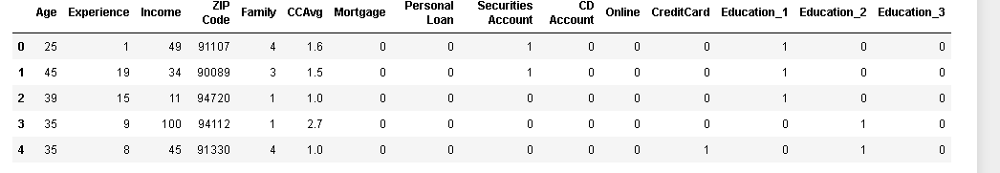 Age Experience Income ZIP Code Family CCAvg Mortgage Personal Loan Securities Account CD Account Online CreditCard Education_1 Education_2 Education_3
0 25 1 49 91107 4 1.6 0 0 1 0 0 0 1 0 0
1 45 19 34 90089 3 1.5 0 0 1 0 0 0 1 0 0
2 39 15 11 94720 1 1.0 0 0 0 0 0 0 1 0 0
3 35 9 100 94112 1 2.7 0 0 0 0 0 0 0 1 0
4 35 8 45 91330 4 1.0 0 0 0 0 0 1 0 1 0